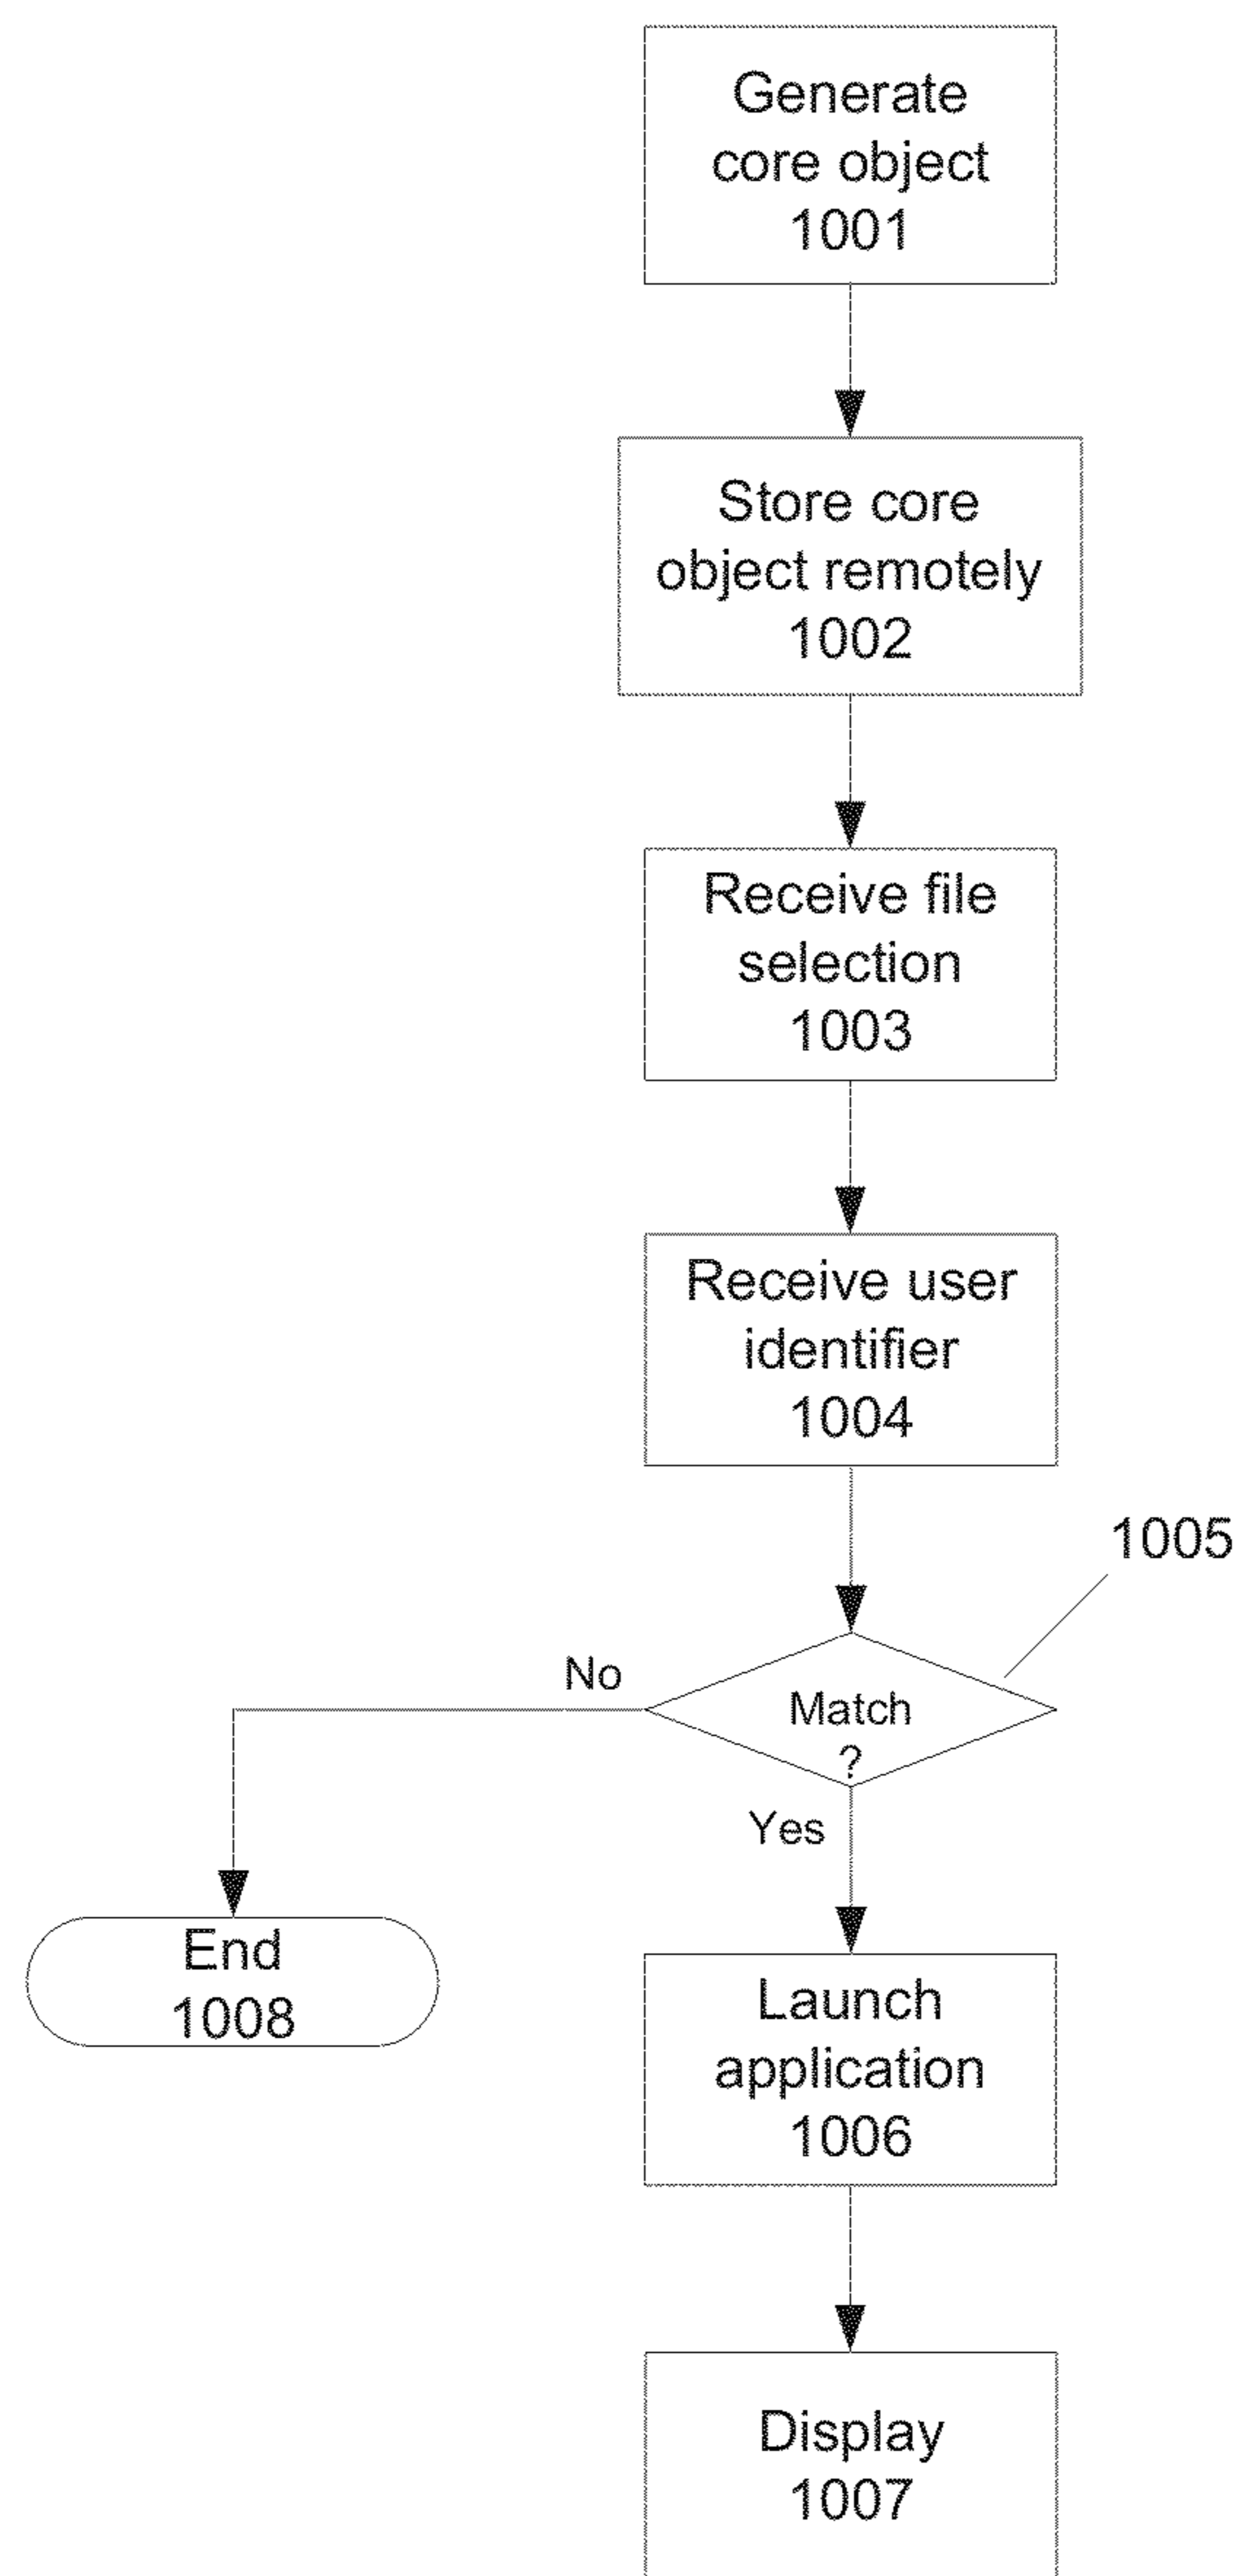 Generate
core object
1001
Store core
object remotely
1002
Receive file
selection
1003
Receive user
identifier
1004
1005
No
Match
?
Yes
End
1008
Launch
application
1006
Display
1007